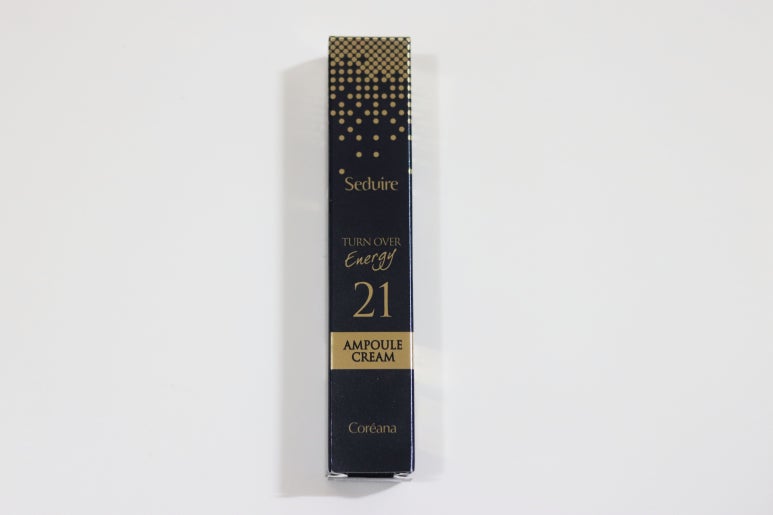 Seduire
TURN OVER
Energy
21
AMPOULE
CREAM
Coréana